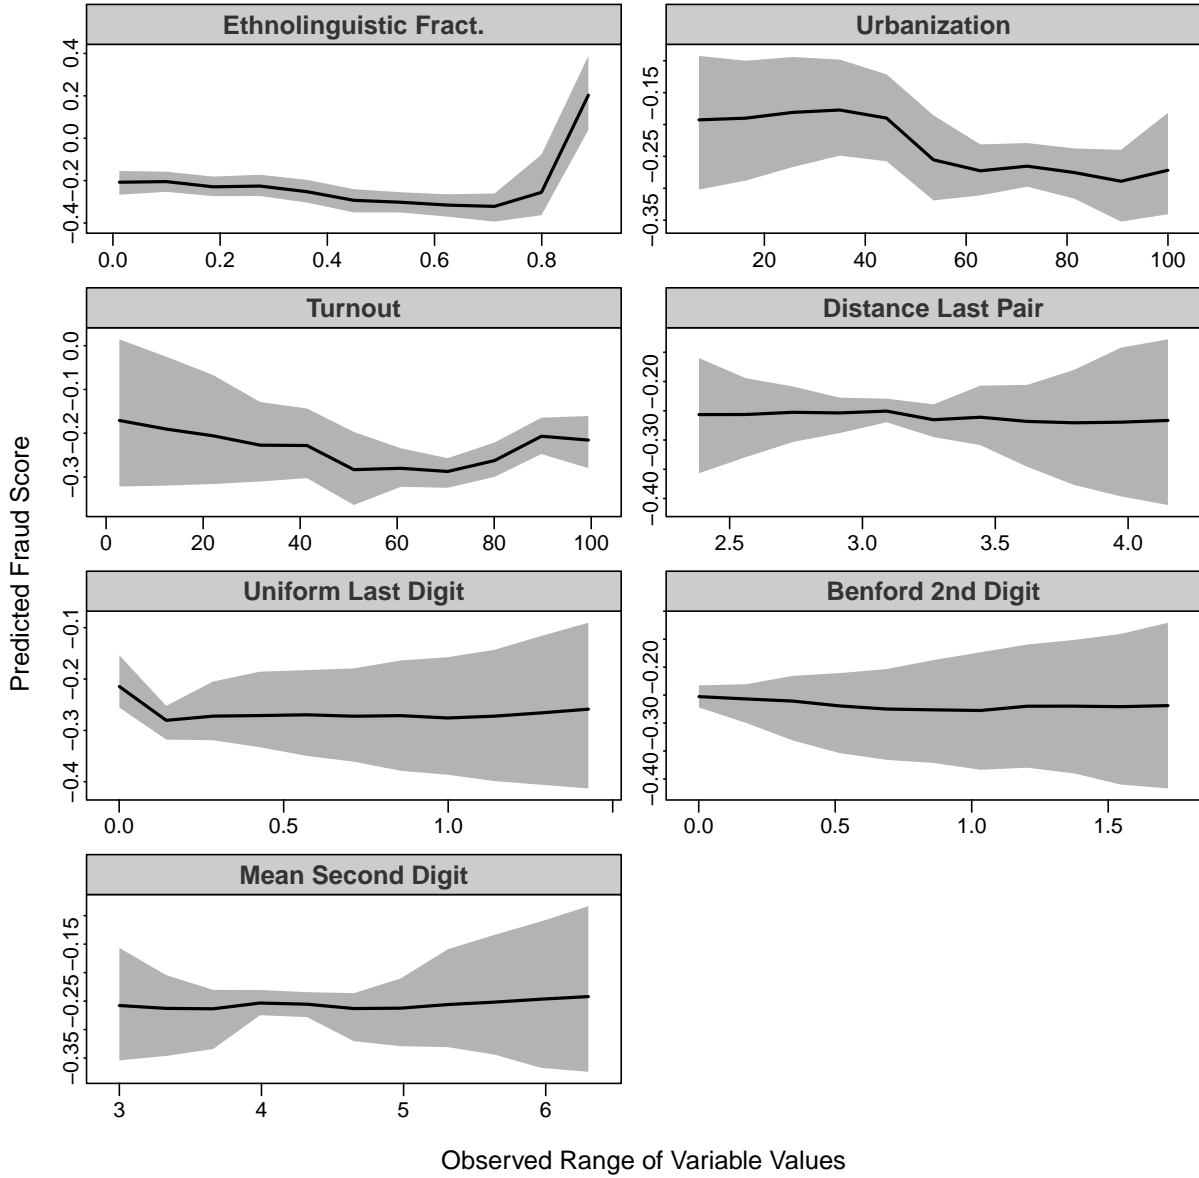 Ethnolinguistic Fract.
0.4
0.2
0.0
−0.2
−0.4
0.0 0.2 0.4 0.6 0.8
Urbanization
−0.15
−0.25
−0.35
20 40 60 80 100
Turnout
0.0
−0.1
−0.2
−0.3
0 20 40 60 80 100
Distance Last Pair
−0.20
−0.30
−0.40
2.5 3.0 3.5 4.0
Uniform Last Digit
−0.1
−0.2
−0.3
−0.4
0.0 0.5 1.0
Benford 2nd Digit
−0.20
−0.30
−0.40
0.0 0.5 1.0 1.5
Mean Second Digit
−0.15
−0.25
−0.35
3 4 5 6
Predicted Fraud Score
Observed Range of Variable Values